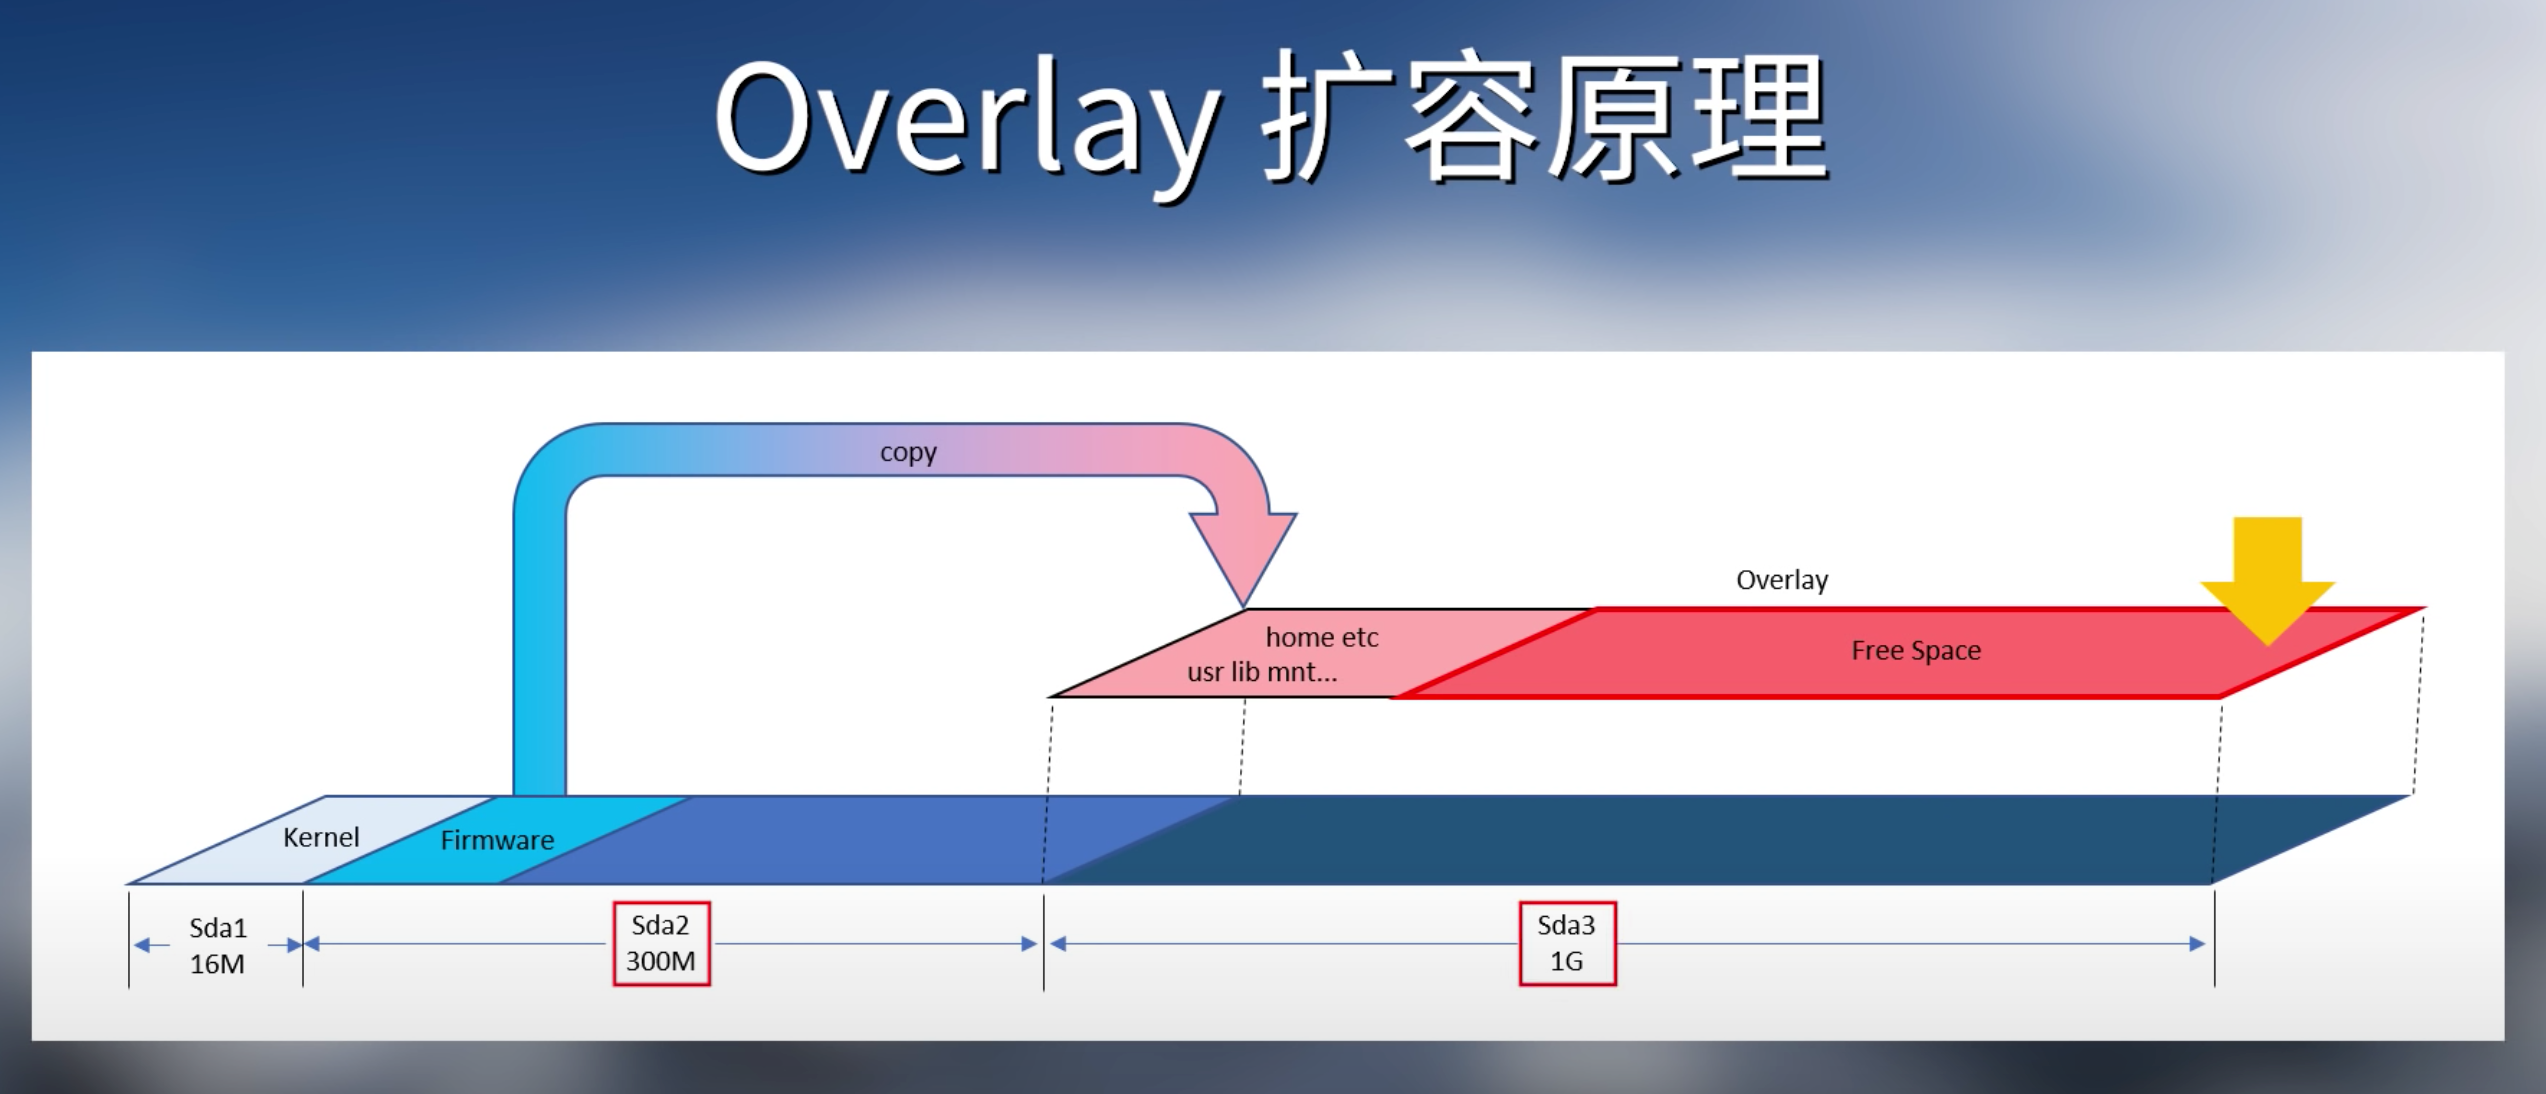 Overlay 扩容原理
copy
Overlay
home etc
usr lib mnt...
Free Space
Kernel
Firmware
Sda1
16M
Sda2
300M
Sda3
1G